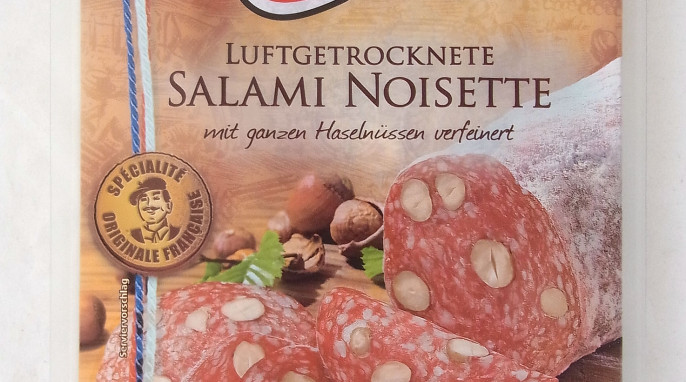 LUFTGETROCKNETE
SALAMI NOISETTE
mit ganzen Haselnüssen verfeinert
SPÉCIALITÉ
ORIGINALE FRANÇAISE
Serviervorschlag